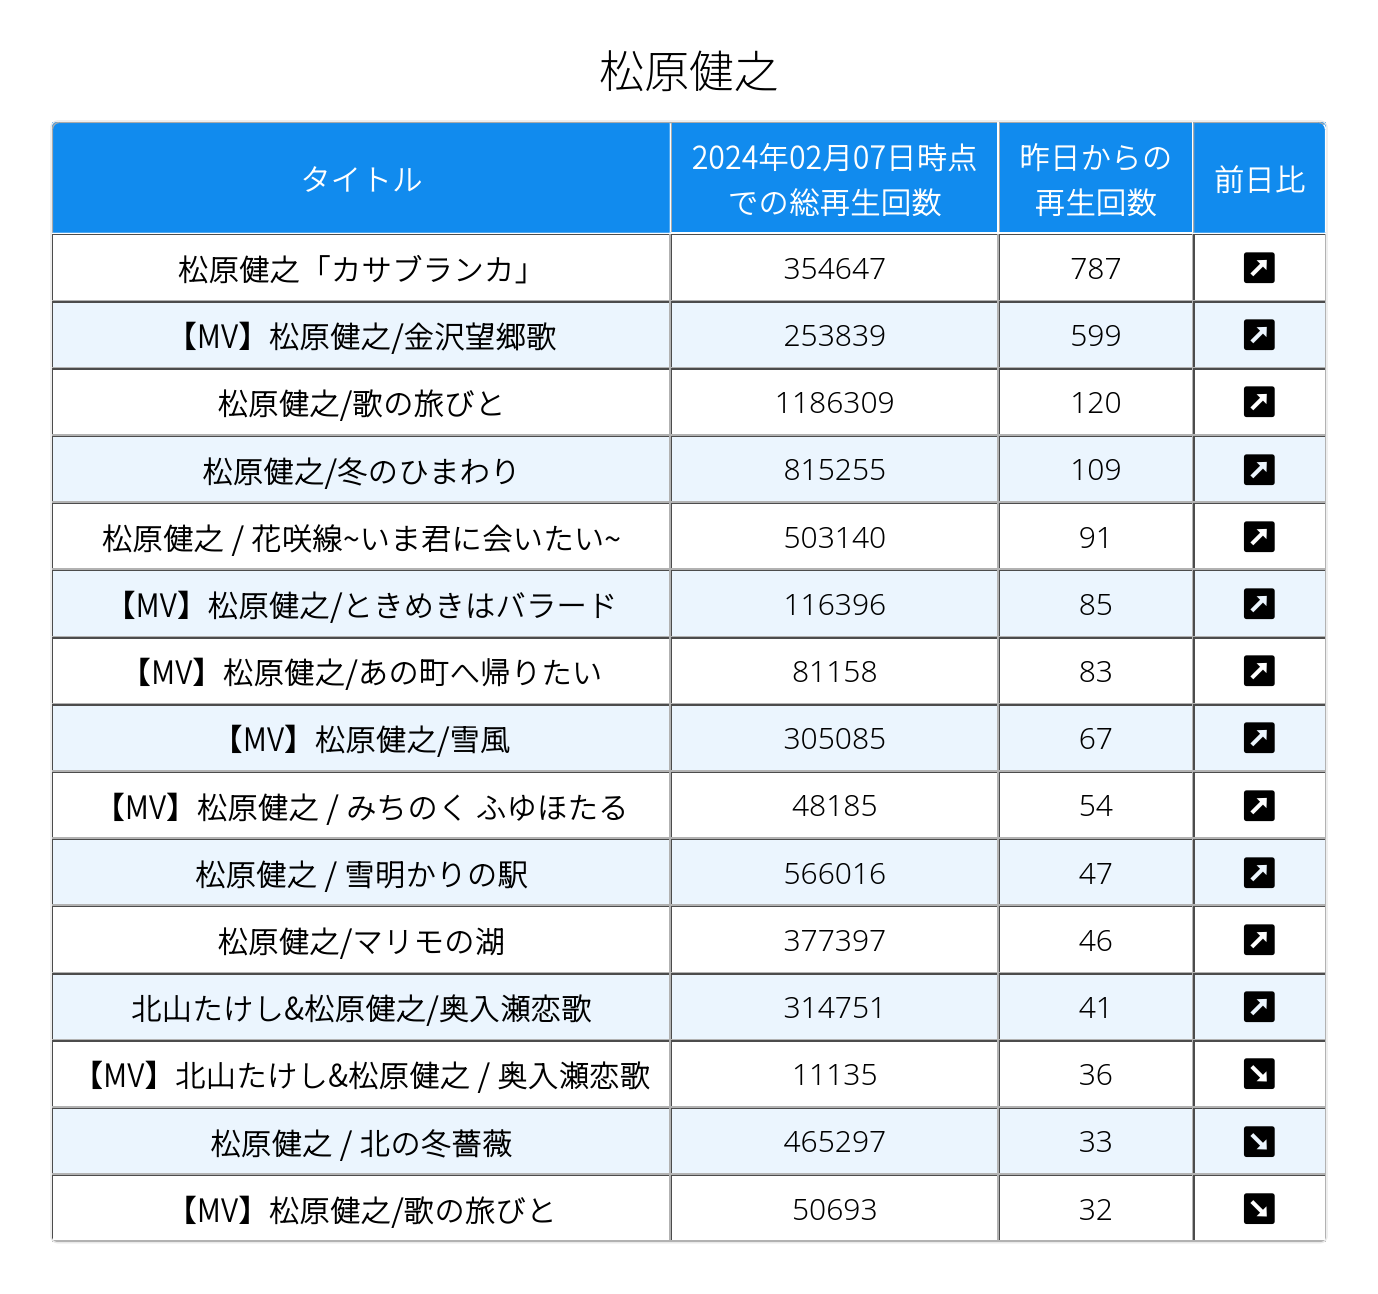 松原健之
タイトル
2024年02月07日時点
での総再生回数
昨日からの
再生回数
前日比
松原健之「カサブランカ」 354647 787
【MV】松原健之/金沢望郷歌 253839 599
松原健之/歌の旅びと 1186309 120
松原健之/冬のひまわり 815255 109
松原健之 / 花咲線~いま君に会いたい~ 503140 91
【MV】松原健之/ときめきはバラード 116396 85
【MV】松原健之/あの町へ帰りたい 81158 83
【MV】松原健之/雪風 305085 67
【MV】松原健之 / みちのく ふゆほたる 48185 54
松原健之 / 雪明かりの駅 566016 47
松原健之/マリモの湖 377397 46
北山たけし&松原健之/奥入瀬恋歌 314751 41
【MV】北山たけし&松原健之 / 奥入瀬恋歌 11135 36
松原健之 / 北の冬薔薇 465297 33
【MV】松原健之/歌の旅びと 50693 32